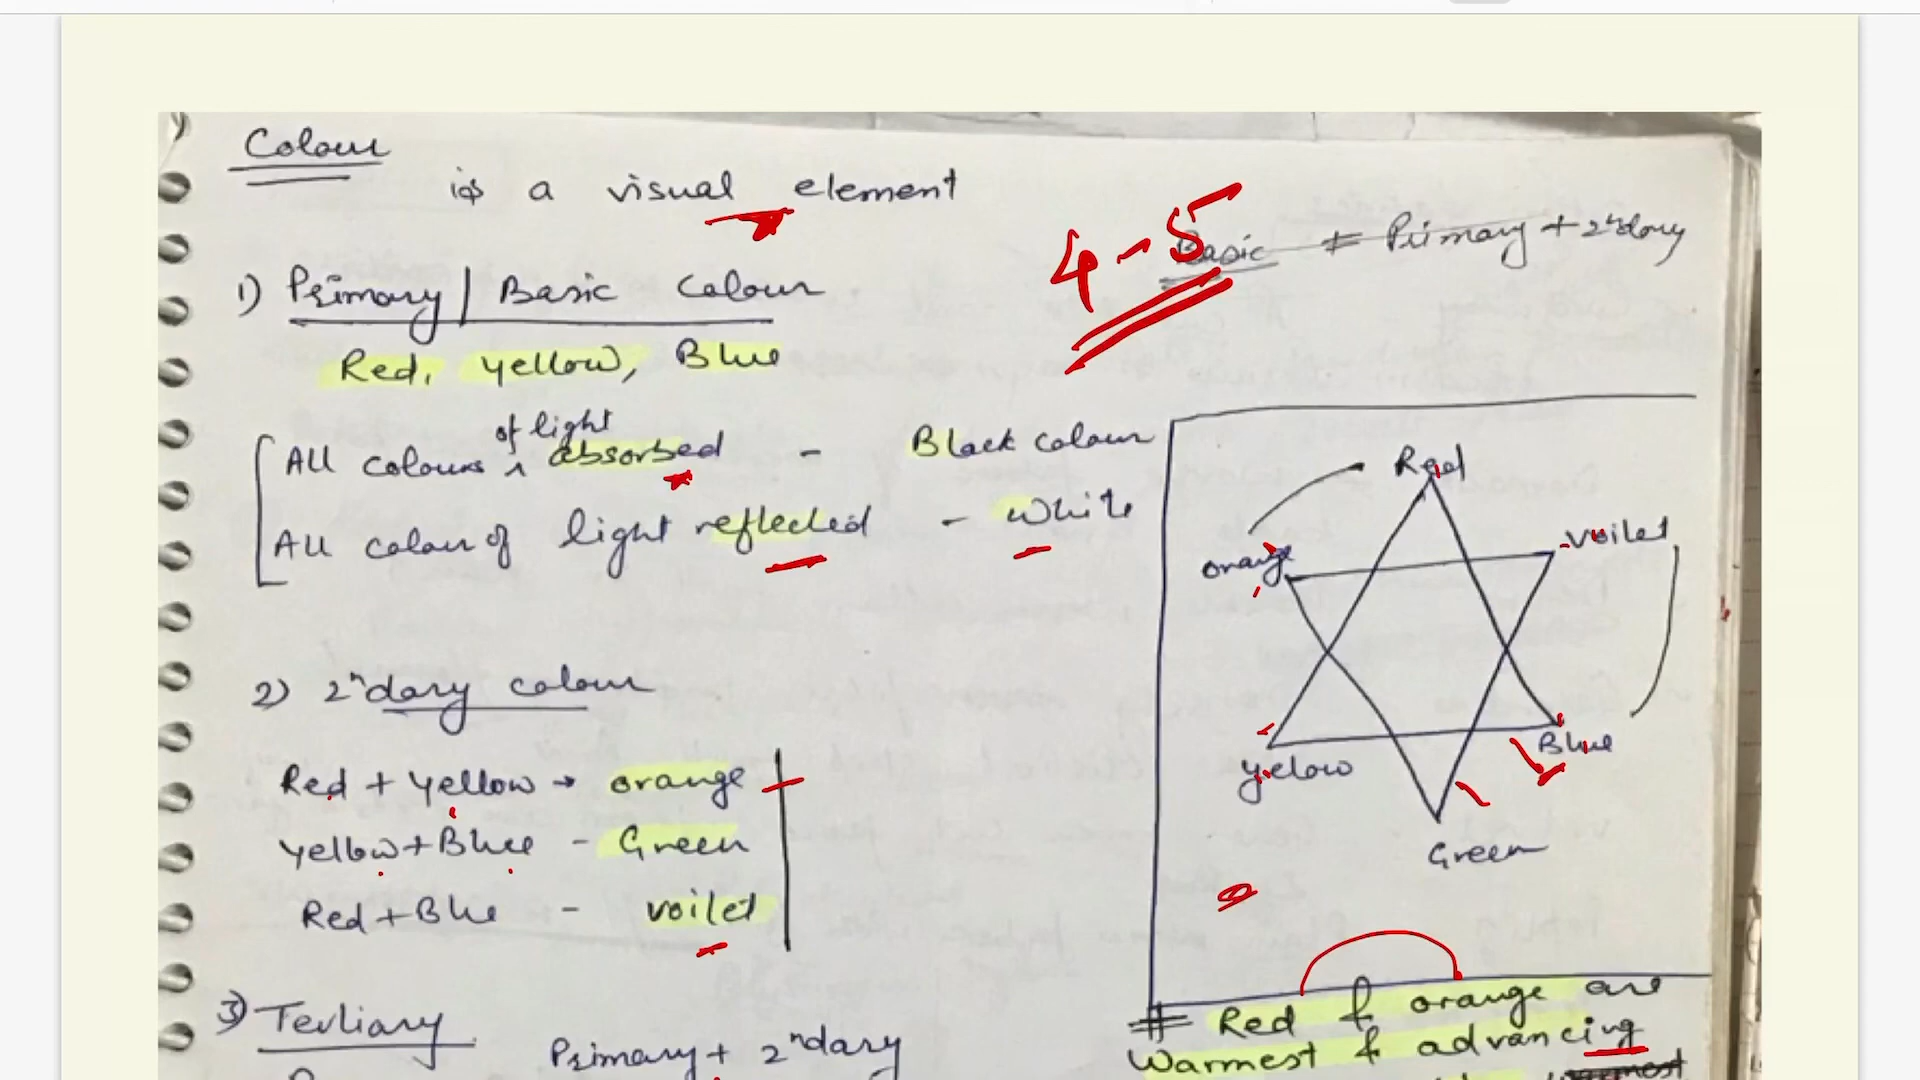 Colour
is a visual element
4-5
Basic ≠ Primary + 2ⁿdary
1) Primary | Basic Colour
Red, yellow, Blue
of light
All colours ^ absorbed - Black colour
All colour of light reflected - white
Red
voilet
orange
Blue
yelow
Green
2) 2ⁿdary colour
Red + yellow → orange
yellow + Blue - Green
Red + Blue - voilet
3) Tertiary
Primary + 2ⁿdary
# Red & orange are
Warmest & advancing